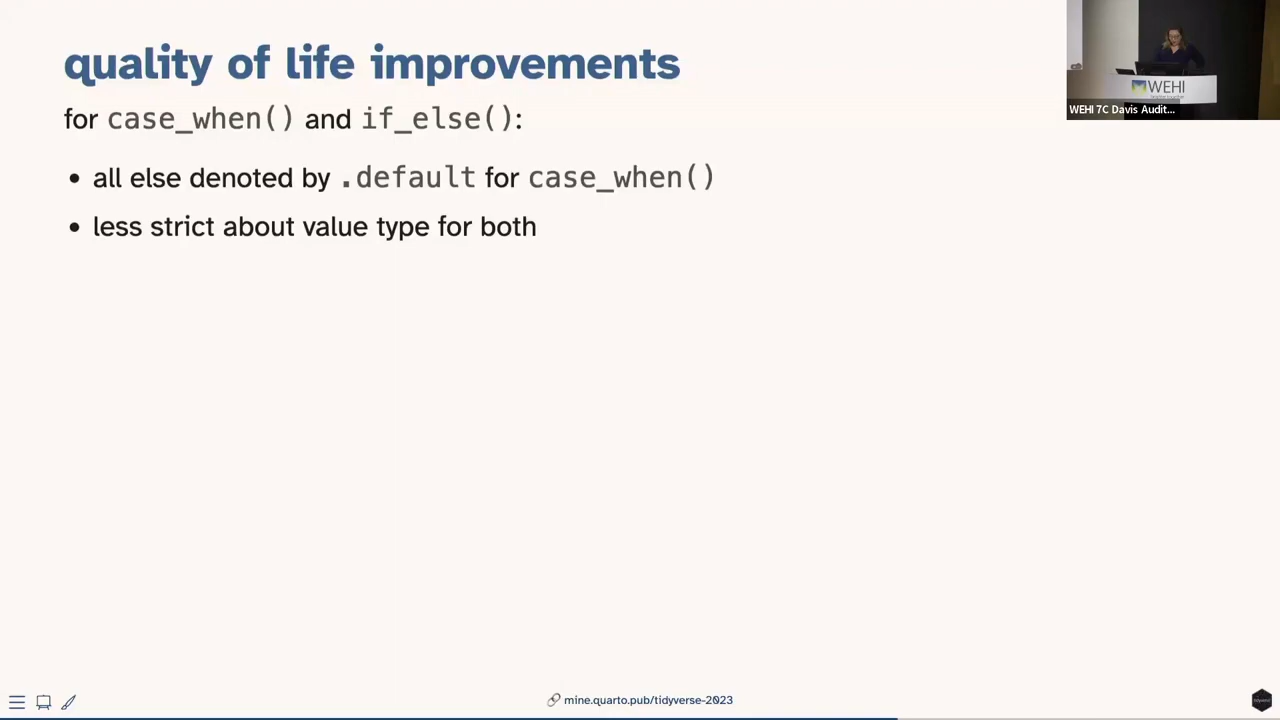 quality of life improvements
for case_when() and if_else():
• all else denoted by .default for case_when()
• less strict about value type for both
WEHI
WEHI 7C Davis Audit...
mine.quarto.pub/tidyverse-2023